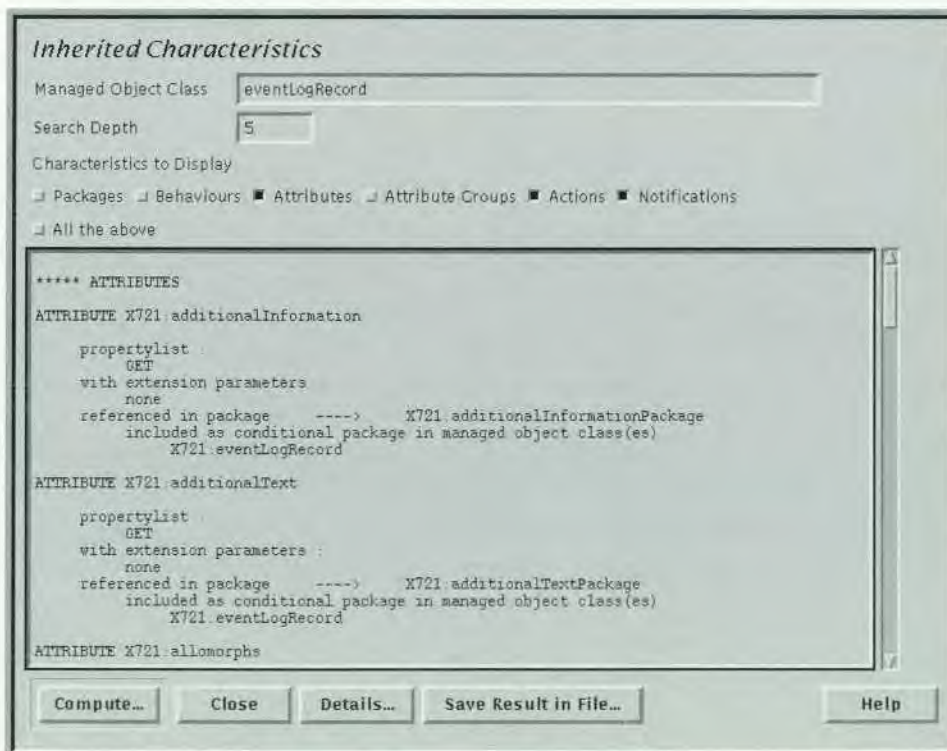 Inherited Characteristics
Managed Object Class eventLogRecord
Search Depth 5
Characteristics to Display
Packages Behaviours Attributes Attribute Groups Actions Notifications
All the above
***** ATTRIBUTES
ATTRIBUTE X721:additionalInformation
propertylist :
GET
with extension parameters
none
referenced in package ----> X721:additionalInformationPackage
included as conditional package in managed object class(es)
X721:eventLogRecord
ATTRIBUTE X721:additionalText
propertylist :
GET
with extension parameters :
none
referenced in package ----> X721:additionalTextPackage
included as conditional package in managed object class(es)
X721:eventLogRecord
ATTRIBUTE X721:allomorphs
Compute... Close Details... Save Result in File... Help